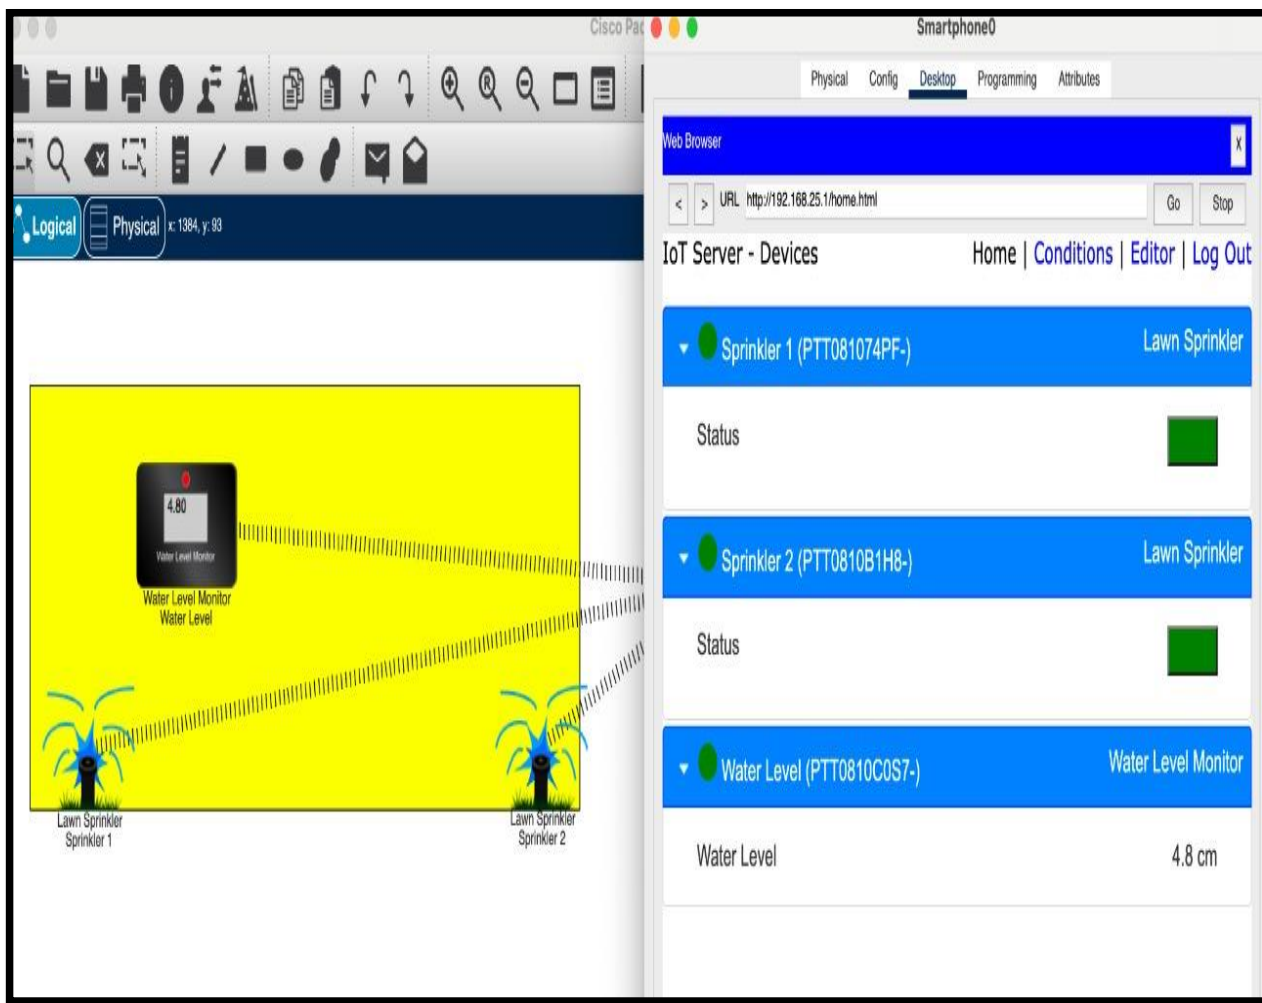 Cisco Pac
Logical
Physical
x: 1384, y: 93
4.80
Water Level Monitor
Water Level Monitor
Water Level
Lawn Sprinkler
Sprinkler 1
Lawn Sprinkler
Sprinkler 2
Smartphone0
Physical Config Desktop Programming Attributes
Web Browser X
< > URL http://192.168.25.1/home.html Go Stop
IoT Server - Devices Home | Conditions | Editor | Log Out
Sprinkler 1 (PTT081074PF-) Lawn Sprinkler
Status
Sprinkler 2 (PTT0810B1H8-) Lawn Sprinkler
Status
Water Level (PTT0810C0S7-) Water Level Monitor
Water Level 4.8 cm